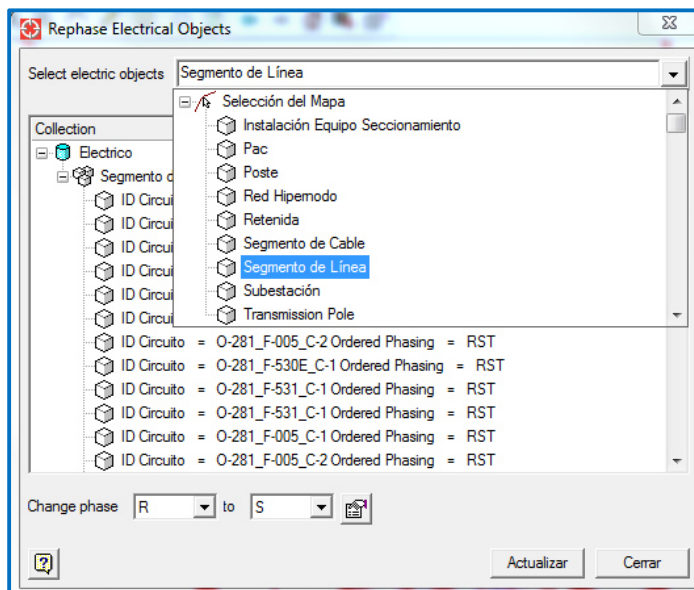 Rephase Electrical Objects
Select electric objects Segmento de Línea
Selección del Mapa
Instalación Equipo Seccionamiento
Pac
Poste
Red Hipernodo
Retenida
Segmento de Cable
Segmento de Línea
Subestación
Transmission Pole
Collection
Electrico
Segmento d
ID Circui
ID Circui
ID Circui
ID Circui
ID Circui
ID Circui
ID Circuito = O-281_F-005_C-2 Ordered Phasing = RST
ID Circuito = O-281_F-530E_C-1 Ordered Phasing = RST
ID Circuito = O-281_F-531_C-1 Ordered Phasing = RST
ID Circuito = O-281_F-531_C-1 Ordered Phasing = RST
ID Circuito = O-281_F-005_C-1 Ordered Phasing = RST
ID Circuito = O-281_F-005_C-2 Ordered Phasing = RST
Change phase R to S
Actualizar Cerrar